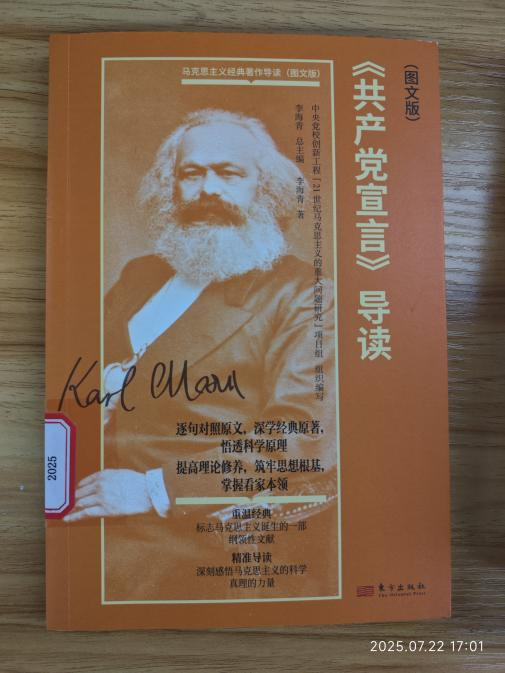 （图文版）
《共产党宣言》导读
马克思主义经典著作导读（图文版）
中央党校创新工程「21世纪马克思主义的重大问题研究」项目组 组织编写
李海青 总主编 李海青 著
Karl Marx
逐句对照原文，深学经典原著，
悟透科学原理
提高理论修养，筑牢思想根基，
掌握看家本领
重温经典
标志马克思主义诞生的一部
纲领性文献
精准导读
深刻感悟马克思主义的科学
真理的力量
东方出版社
The Oriental Press
2025
2025.07.22 17:01